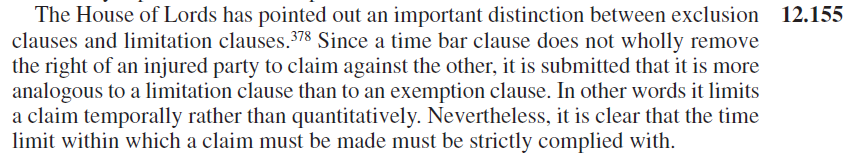 The House of Lords has pointed out an important distinction between exclusion 12.155
clauses and limitation clauses.378 Since a time bar clause does not wholly remove
the right of an injured party to claim against the other, it is submitted that it is more
analogous to a limitation clause than to an exemption clause. In other words it limits
a claim temporally rather than quantitatively. Nevertheless, it is clear that the time
limit within which a claim must be made must be strictly complied with.